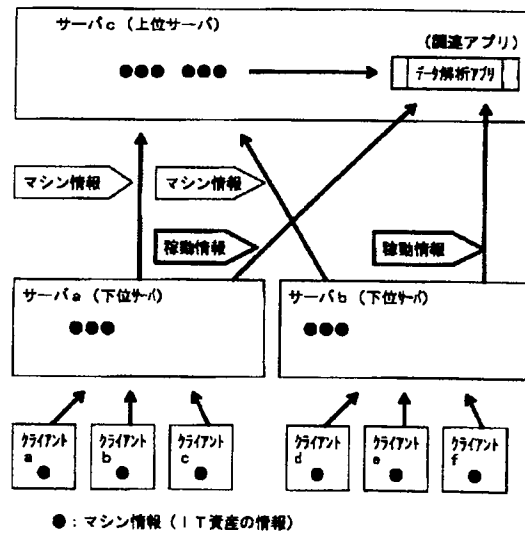 サーバc（上位サーバ）
（関連アプリ）
データ解析アプリ
マシン情報
マシン情報
稼動情報
稼動情報
サーバa（下位サーバ）
サーバb（下位サーバ）
クライアント
a
クライアント
b
クライアント
c
クライアント
d
クライアント
e
クライアント
f
●：マシン情報（IT資産の情報）